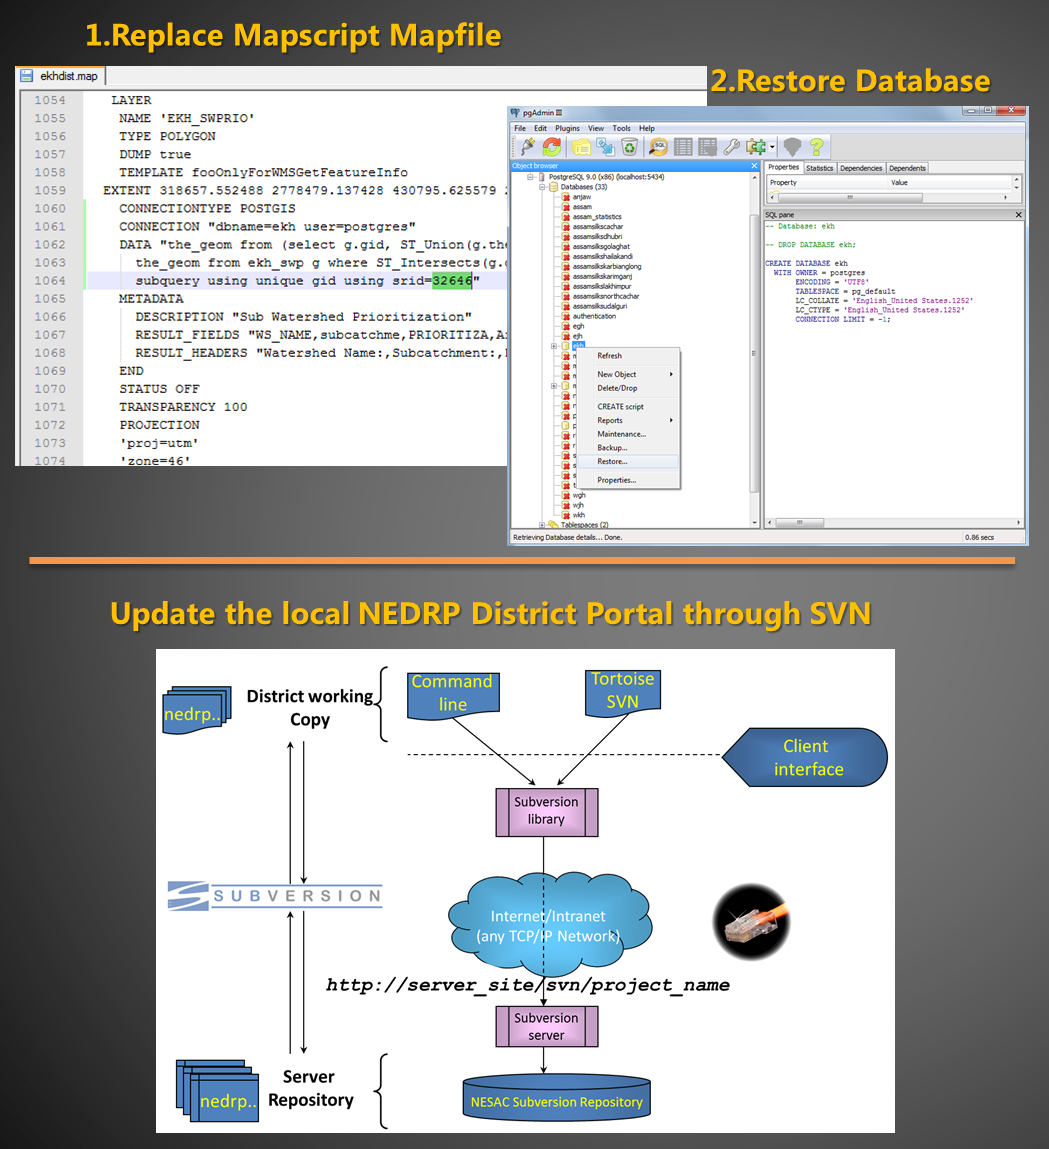 1.Replace Mapscript Mapfile
ekhdist.map
1054 LAYER
1055 NAME 'EKH_SWPRIO'
1056 TYPE POLYGON
1057 DUMP true
1058 TEMPLATE fooOnlyForWMSGetFeatureInfo
1059 EXTENT 318657.552488 2778479.137428 430795.625579
1060 CONNECTIONTYPE POSTGIS
1061 CONNECTION "dbname=ekh user=postgres"
1062 DATA "the_geom from (select g.gid, ST_Union(g.the
1063 the_geom from ekh_swp g where ST_Intersects(g.
1064 subquery using unique gid using srid=32646"
1065 METADATA
1066 DESCRIPTION "Sub Watershed Prioritization"
1067 RESULT_FIELDS "WS_NAME,subcatchme,PRIORITIZA,
1068 RESULT_HEADERS "Watershed Name:,Subcatchment:,
1069 END
1070 STATUS OFF
1071 TRANSPARENCY 100
1072 PROJECTION
1073 'proj=utm'
1074 'zone=46'
2.Restore Database
pgAdmin III
File Edit Plugins View Tools Help
SQL
Object browser
PostgreSQL 9.0 (x86) (localhost:5434)
Databases (33)
anjaw
assam
assam_statistics
assamsilkscachar
assamsilksdhubri
assamsilksgolaghat
assamsilkshailakandi
assamsilkskarbianglong
assamsilkskarimganj
assamsilkslakhimpur
assamsilksnorthcachar
assamsilksudalguri
authentication
egh
ejh
ekh
Refresh
New Object
Delete/Drop
CREATE script
Reports
Maintenance...
Backup...
Restore...
Properties...
wgh
wjh
wkh
Tablespaces (2)
Retrieving Database details... Done.
0.86 secs
Properties Statistics Dependencies Dependents
Property Value
SQL pane
-- Database: ekh
-- DROP DATABASE ekh;
CREATE DATABASE ekh
WITH OWNER = postgres
ENCODING = 'UTF8'
TABLESPACE = pg_default
LC_COLLATE = 'English_United States.1252'
LC_CTYPE = 'English_United States.1252'
CONNECTION LIMIT = -1;
Update the local NEDRP District Portal through SVN
nedrp..
District working
Copy
Command
line
Tortoise
SVN
Client
interface
Subversion
library
SUBVERSION
Internet/Intranet
(any TCP/IP Network)
http://server_site/svn/project_name
Subversion
server
nedrp..
Server
Repository
NESAC Subversion Repository